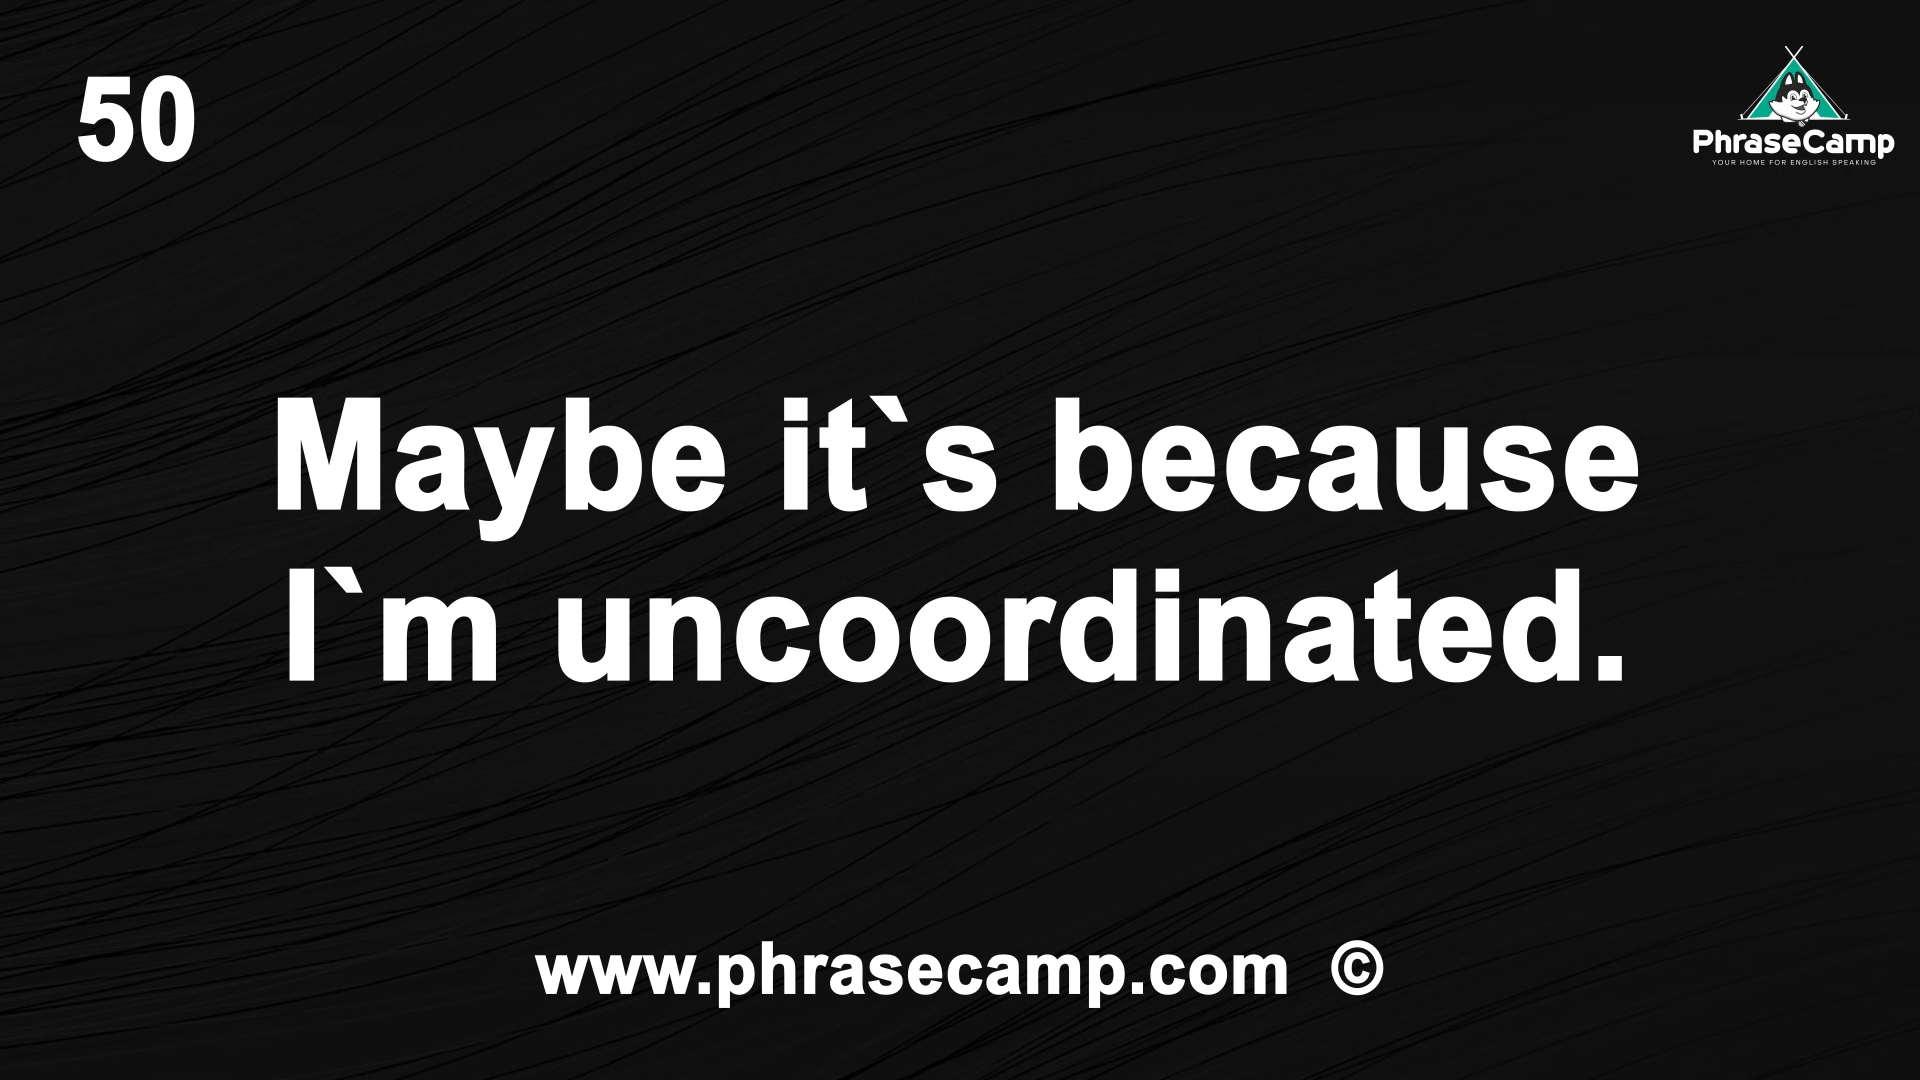 50
PhraseCamp
YOUR HOME FOR ENGLISH SPEAKING
Maybe it`s because
I`m uncoordinated.
www.phrasecamp.com ©